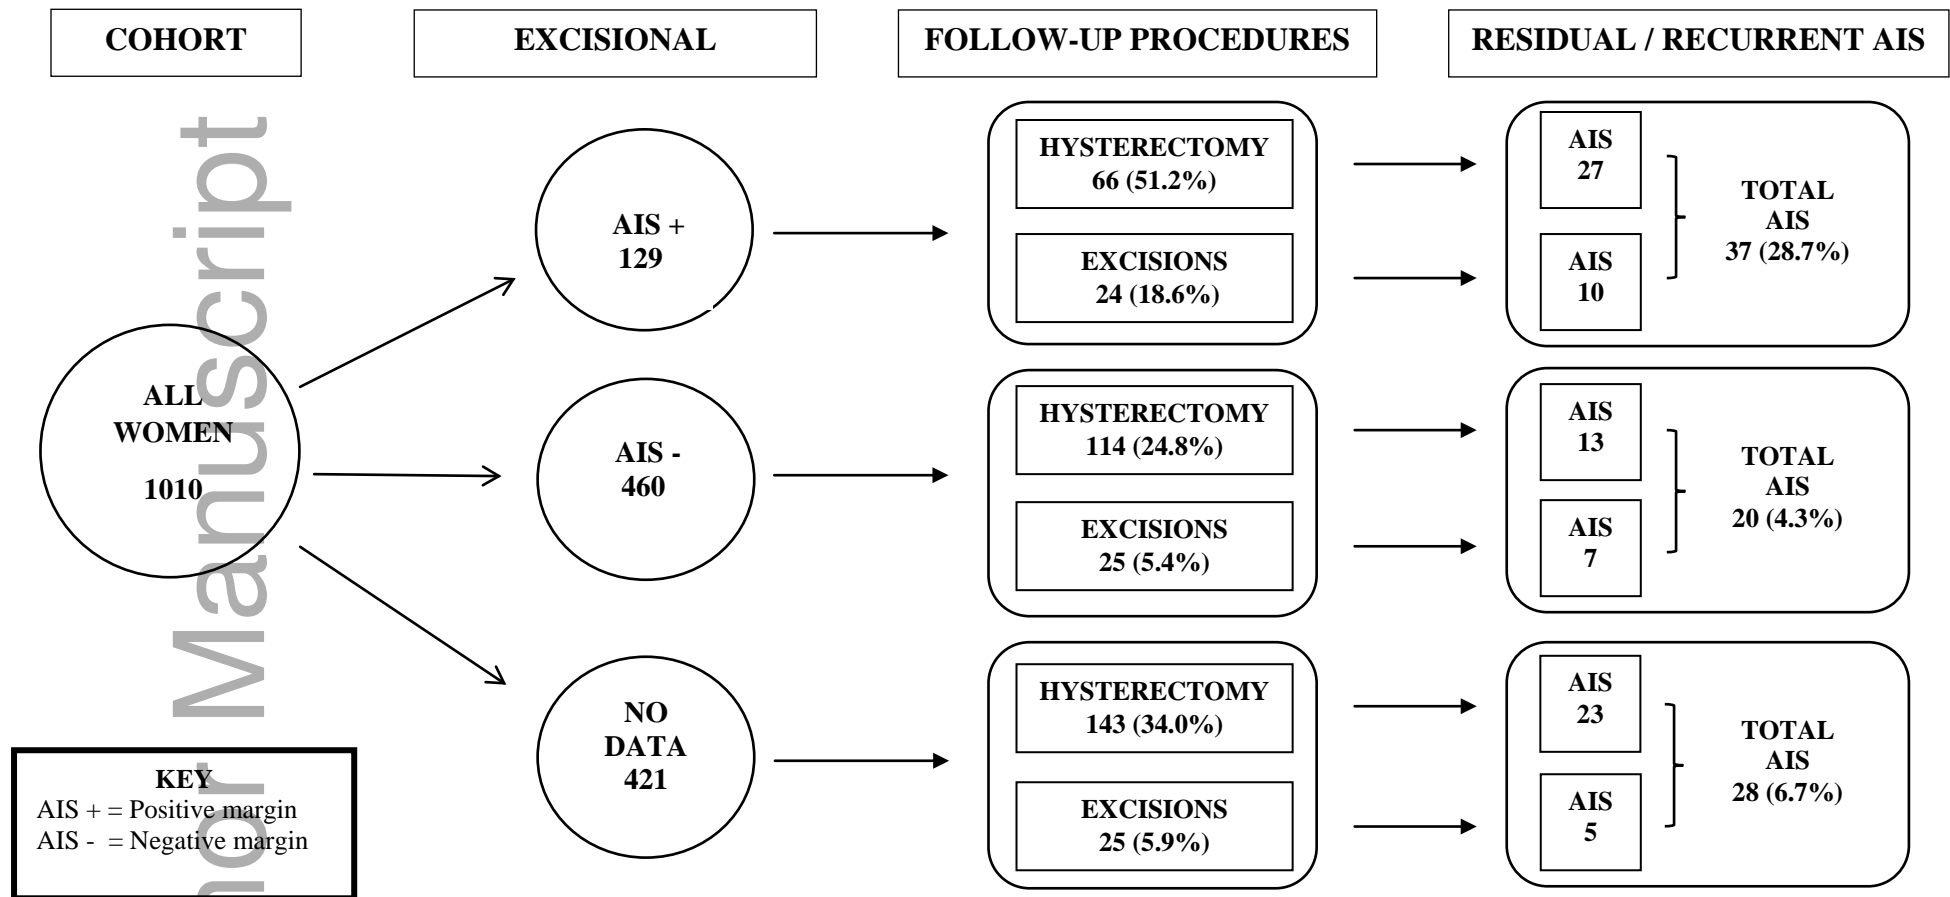 COHORT
EXCISIONAL
FOLLOW-UP PROCEDURES
RESIDUAL / RECURRENT AIS
ALL
WOMEN
1010
AIS +
129
HYSTERECTOMY
66 (51.2%)
EXCISIONS
24 (18.6%)
AIS
27
AIS
10
TOTAL
AIS
37 (28.7%)
AIS -
460
HYSTERECTOMY
114 (24.8%)
EXCISIONS
25 (5.4%)
AIS
13
AIS
7
TOTAL
AIS
20 (4.3%)
NO
DATA
421
HYSTERECTOMY
143 (34.0%)
EXCISIONS
25 (5.9%)
AIS
23
AIS
5
TOTAL
AIS
28 (6.7%)
KEY
AIS + = Positive margin
AIS - = Negative margin
Manuscript